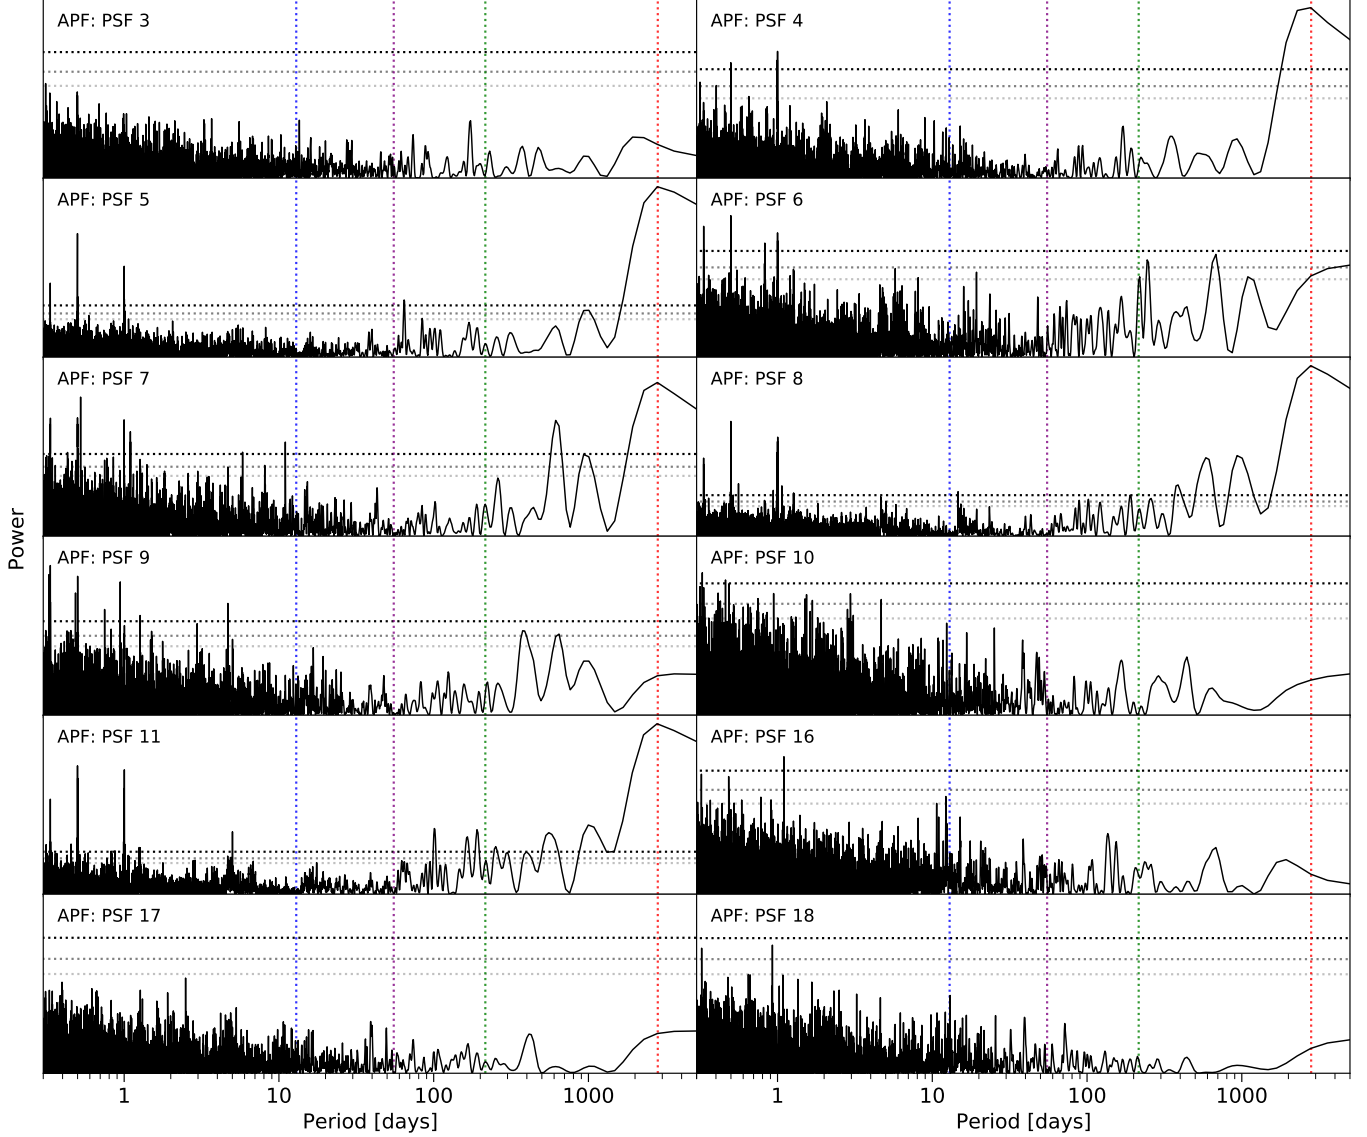 APF: PSF 3
APF: PSF 4
APF: PSF 5
APF: PSF 6
APF: PSF 7
APF: PSF 8
Power
APF: PSF 9
APF: PSF 10
APF: PSF 11
APF: PSF 16
APF: PSF 17
APF: PSF 18
1 10 100 1000
1 10 100 1000
Period [days]
Period [days]